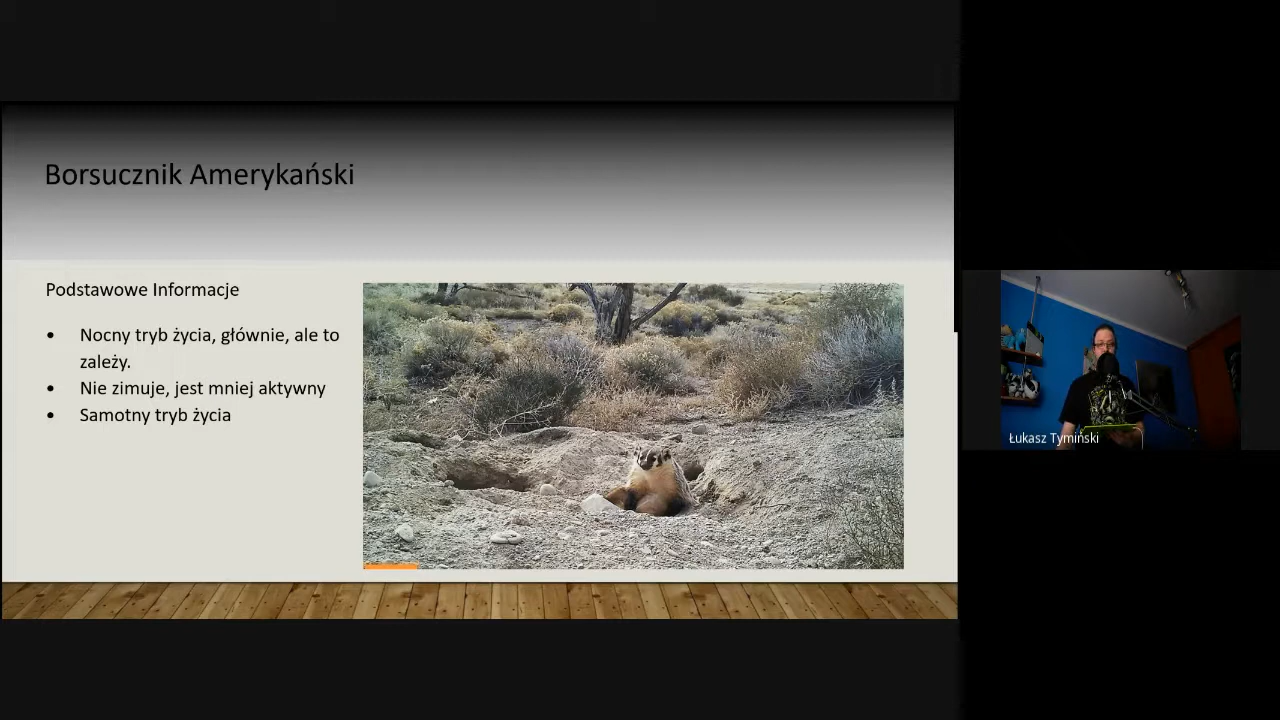 Borsucznik Amerykański
Podstawowe Informacje
• Nocny tryb życia, głównie, ale to
zależy.
• Nie zimuje, jest mniej aktywny
• Samotny tryb życia
Łukasz Tymiński